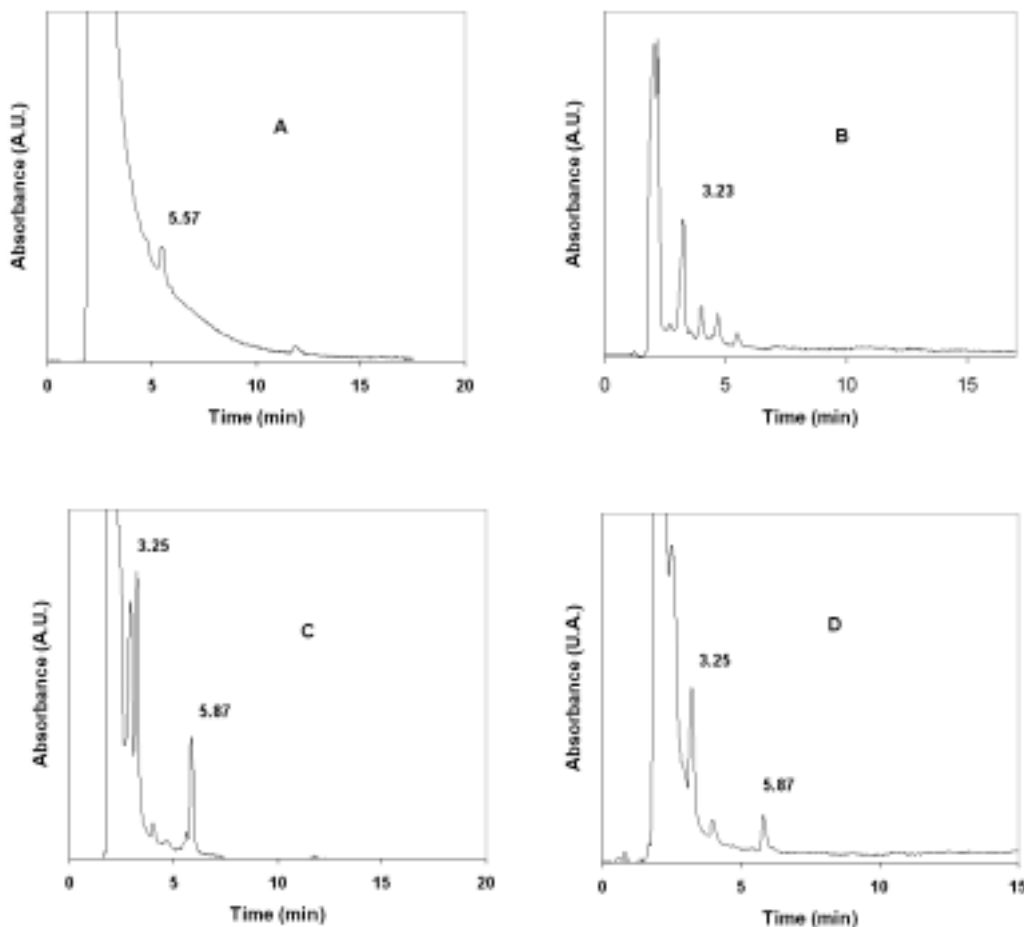 Absorbance (A.U.)
A
5.57
0 5 10 15 20
Time (min)
Absorbance (A.U.)
B
3.23
0 5 10 15
Time (min)
Absorbance (A.U.)
3.25
C
5.87
0 5 10 15 20
Time (min)
Absorbance (U.A.)
D
3.25
5.87
0 5 10 15
Time (min)